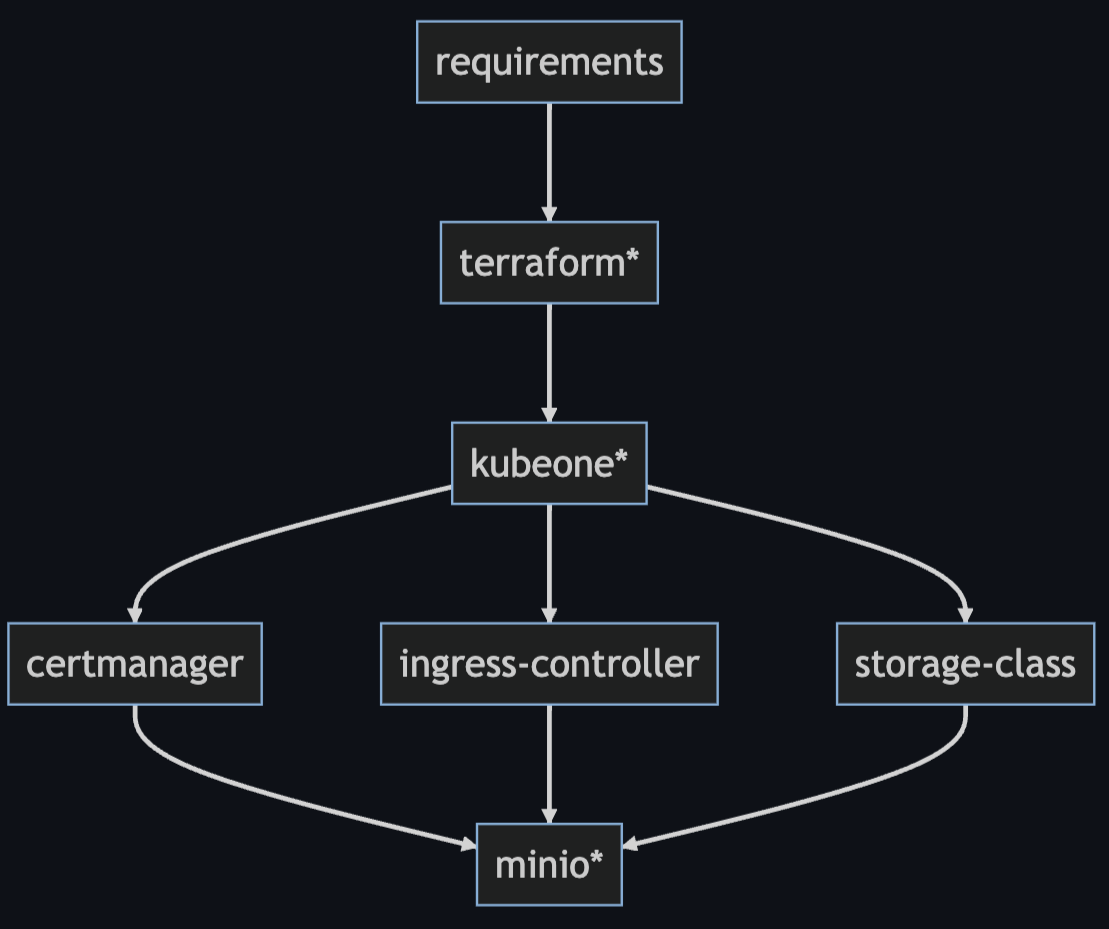 requirements
terraform*
kubeone*
certmanager
ingress-controller
storage-class
minio*